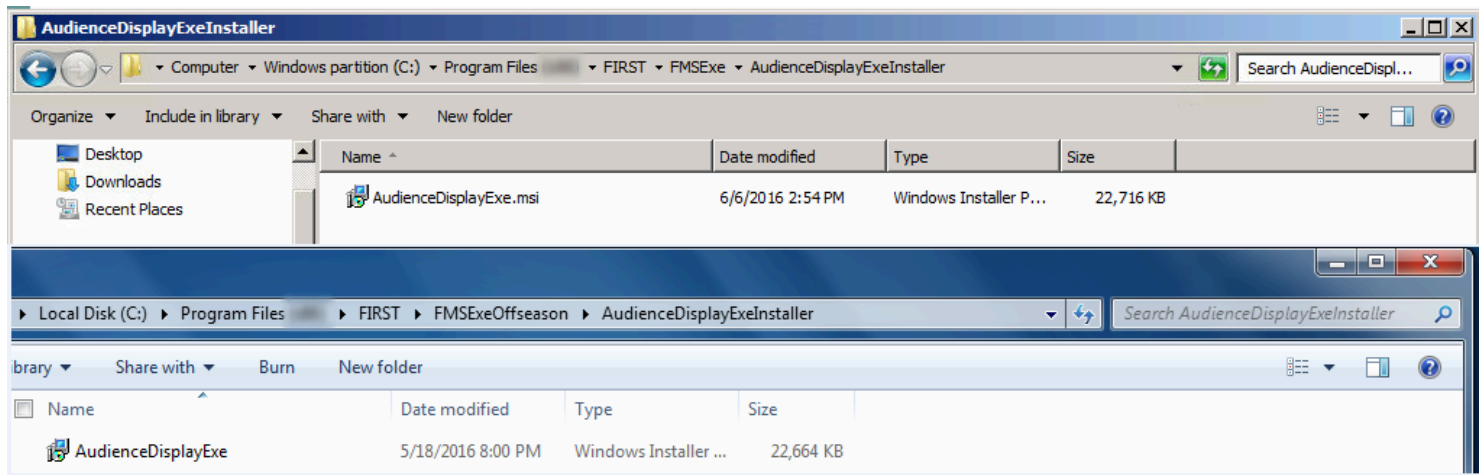 AudienceDisplayExeInstaller
Computer Windows partition (C:) Program Files FIRST FMSExe AudienceDisplayExeInstaller Search AudienceDispl...
Organize Include in library Share with New folder
Desktop Name Date modified Type Size
Downloads
AudienceDisplayExe.msi 6/6/2016 2:54 PM Windows Installer P... 22,716 KB
Recent Places
Local Disk (C:) Program Files FIRST FMSExeOffseason AudienceDisplayExeInstaller Search AudienceDisplayExeInstaller
ibrary Share with Burn New folder
Name Date modified Type Size
AudienceDisplayExe 5/18/2016 8:00 PM Windows Installer ... 22,664 KB